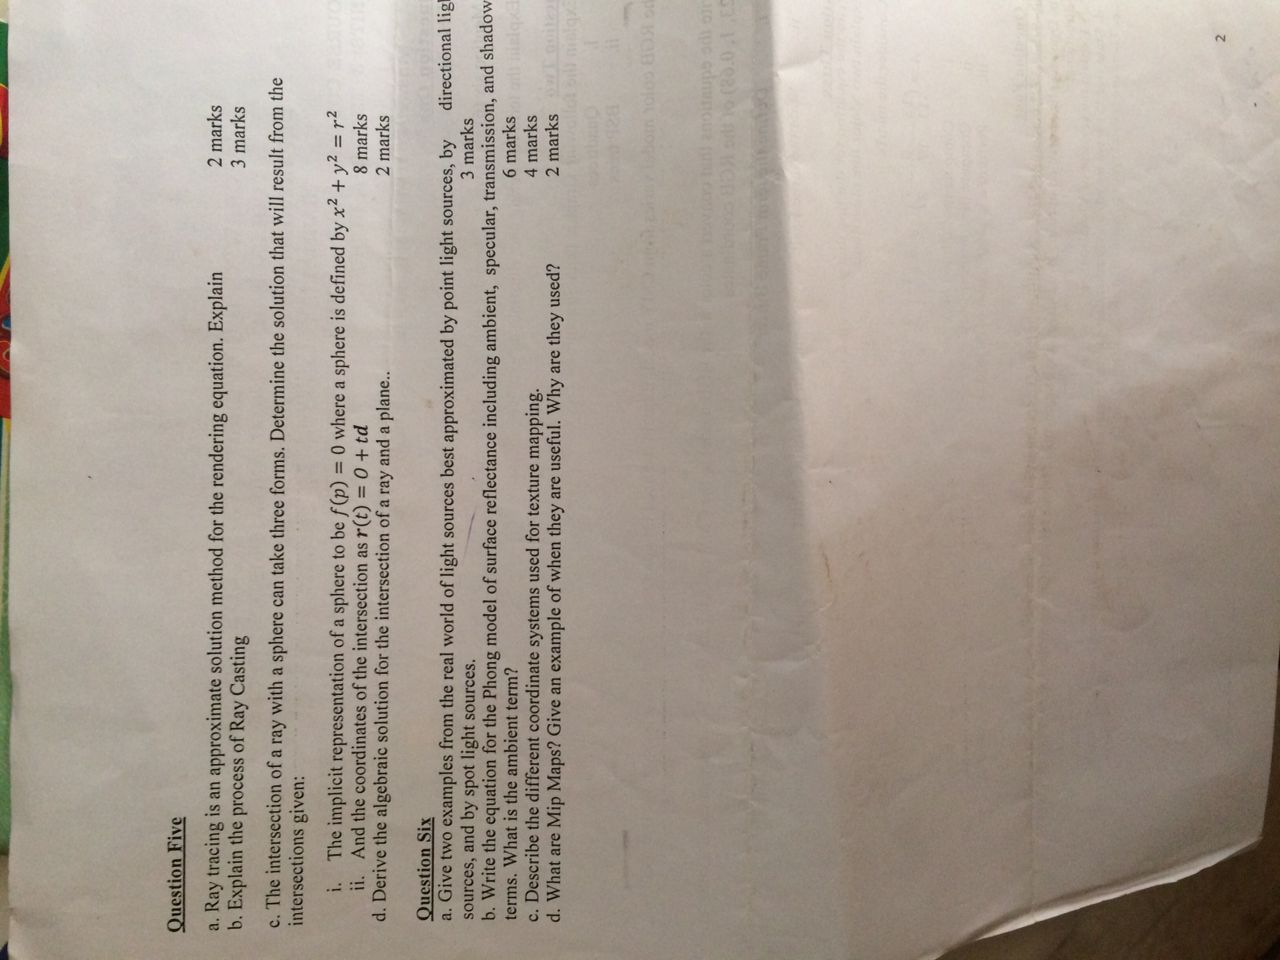 Question Five
a. Ray tracing is an approximate solution method for the rendering equation. Explain 2 marks
b. Explain the process of Ray Casting 3 marks
c. The intersection of a ray with a sphere can take three forms. Determine the solution that will result from the
intersections given:
i. The implicit representation of a sphere to be f(p) = 0 where a sphere is defined by x² + y² = r²
ii. And the coordinates of the intersection as r(t) = 0 + td 8 marks
d. Derive the algebraic solution for the intersection of a ray and a plane.. 2 marks
Question Six
a. Give two examples from the real world of light sources best approximated by point light sources, by directional ligh
sources, and by spot light sources. 3 marks
b. Write the equation for the Phong model of surface reflectance including ambient, specular, transmission, and shadow
terms. What is the ambient term? 6 marks
c. Describe the different coordinate systems used for texture mapping. 4 marks
d. What are Mip Maps? Give an example of when they are useful. Why are they used? 2 marks
2